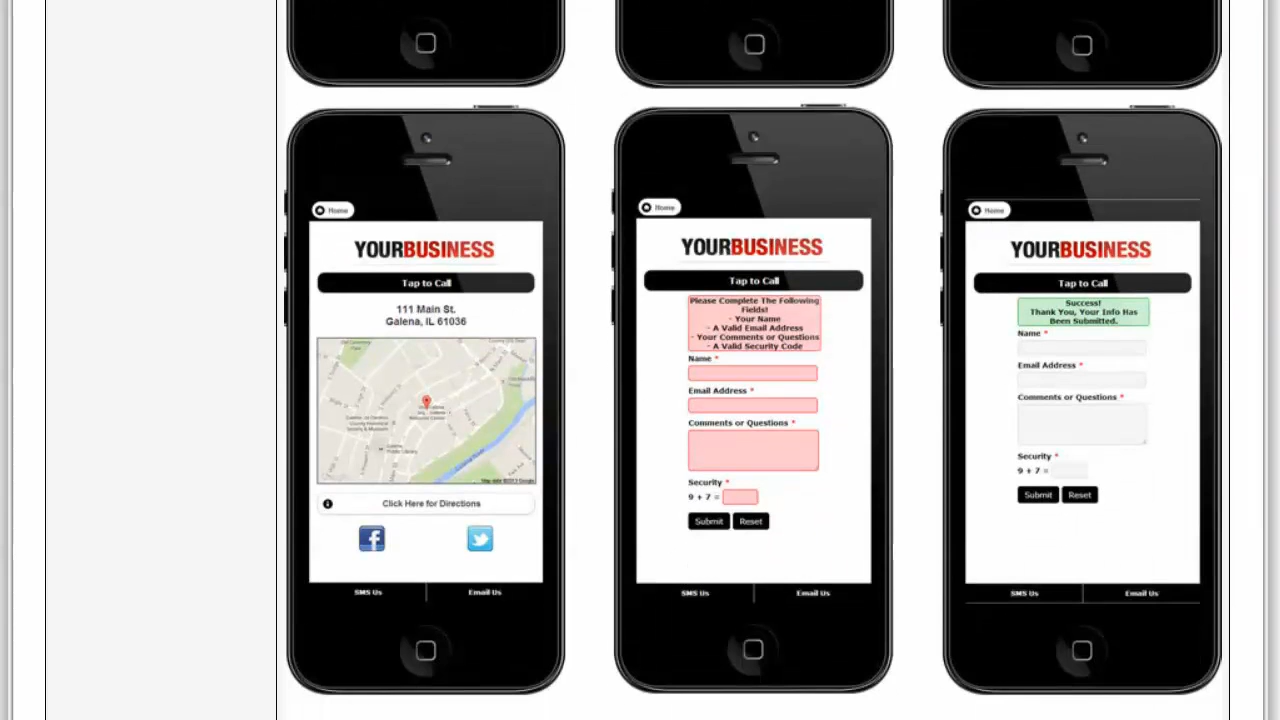 Home
YOURBUSINESS
Tap to Call
111 Main St.
Galena, IL 61036
Map data ©2013 Google
Click Here for Directions
SMS Us
Email Us
Home
YOURBUSINESS
Tap to Call
Please Complete The Following
Fields!
- Your Name
- A Valid Email Address
- Your Comments or Questions
- A Valid Security Code
Name *
Email Address *
Comments or Questions *
Security *
9 + 7 =
Submit
Reset
SMS Us
Email Us
Home
YOURBUSINESS
Tap to Call
Success!
Thank You, Your Info Has
Been Submitted.
Name *
Email Address *
Comments or Questions *
Security *
9 + 7 =
Submit
Reset
SMS Us
Email Us